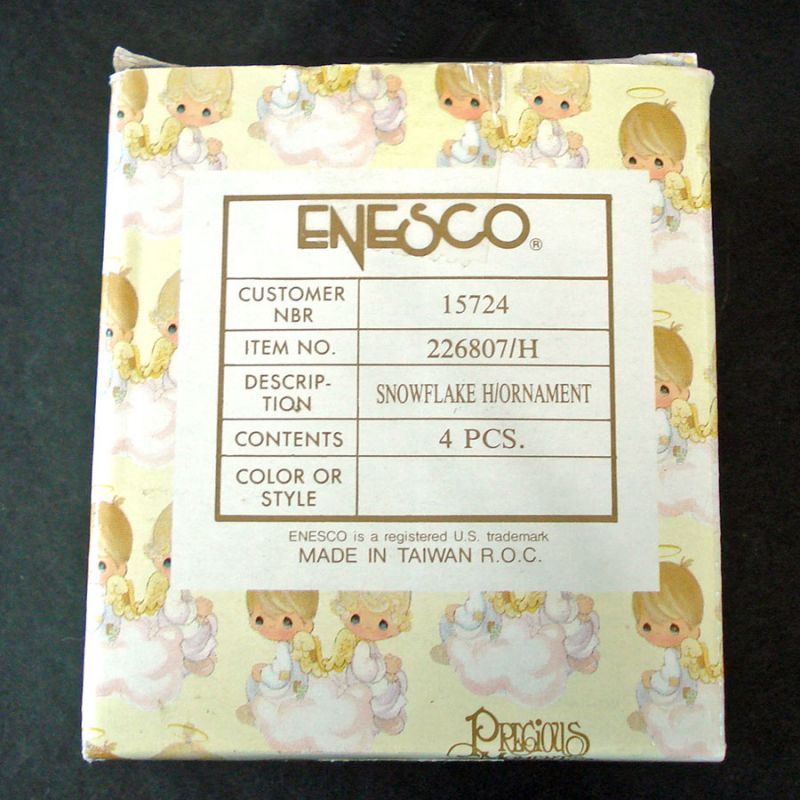 ENESCO®
CUSTOMER NBR 15724
ITEM NO. 226807/H
DESCRIP-TION SNOWFLAKE H/ORNAMENT
CONTENTS 4 PCS.
COLOR OR STYLE
ENESCO is a registered U.S. trademark
MADE IN TAIWAN R.O.C.
PRECIOUS